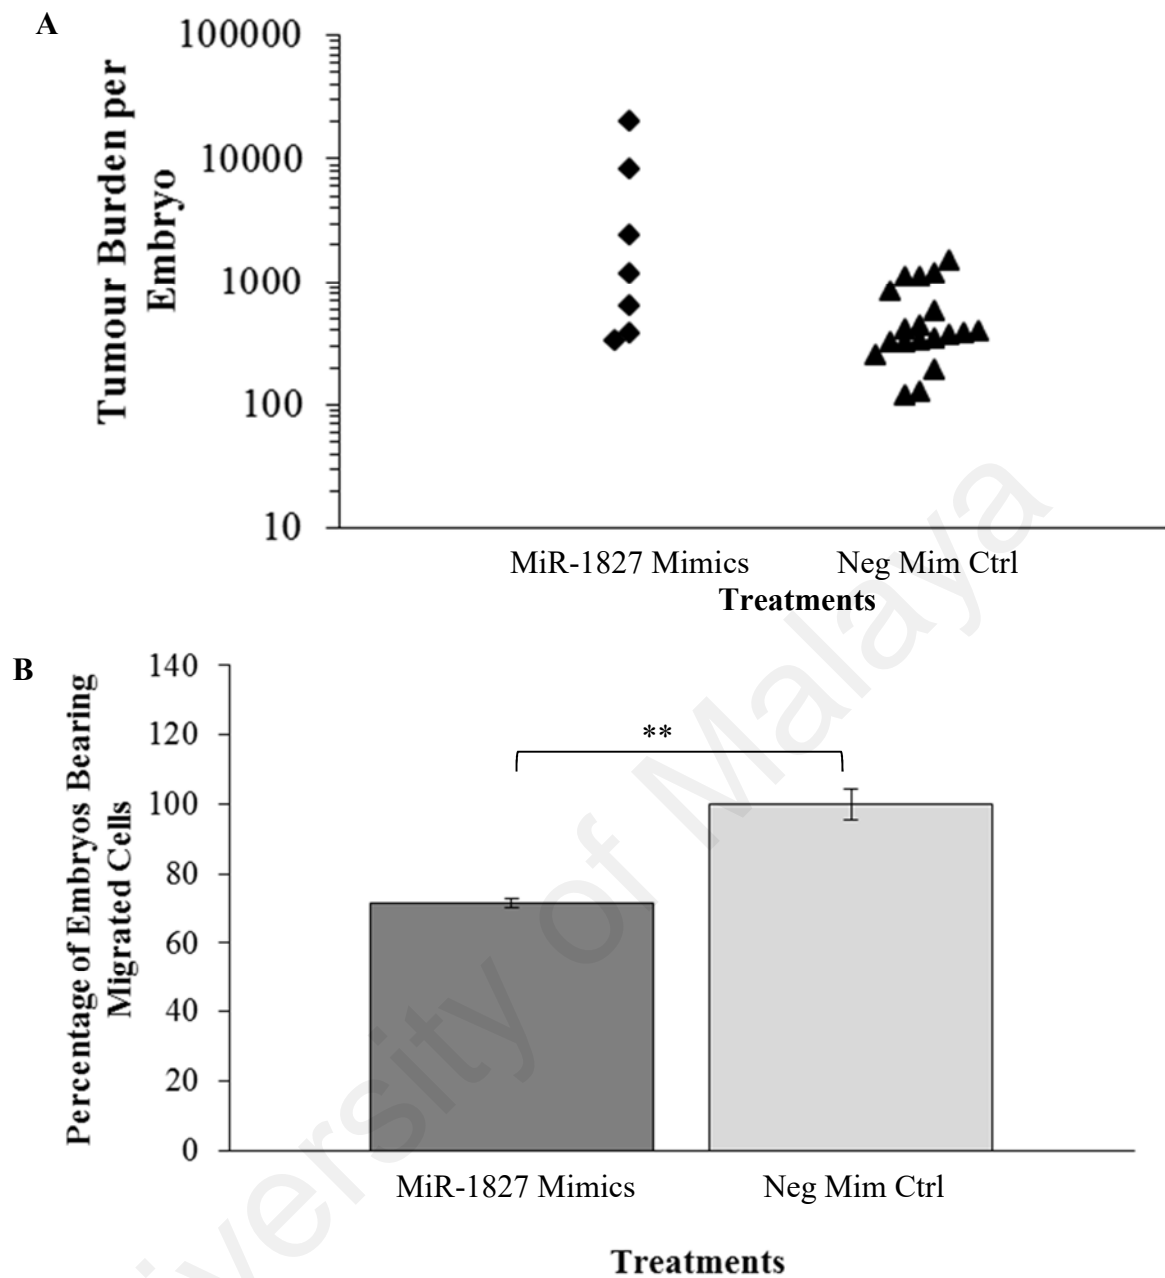 A
Tumour Burden per
Embryo
100000
10000
1000
100
10
MiR-1827 Mimics
Neg Mim Ctrl
Treatments
B
Percentage of Embryos Bearing
Migrated Cells
140
120
100
80
60
40
20
0
**
MiR-1827 Mimics
Neg Mim Ctrl
Treatments
versity of Malaya